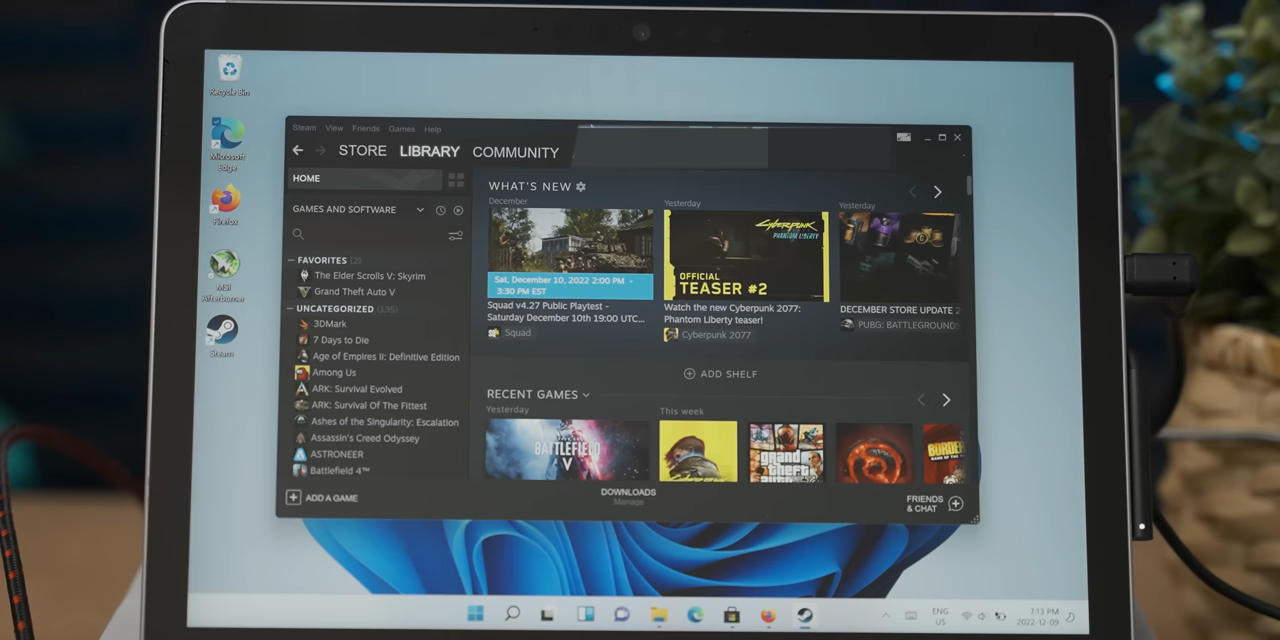 Recycle Bin
Microsoft
Edge
Firefox
MSI
Afterburner
Steam
Steam View Friends Games Help
STORE LIBRARY COMMUNITY
HOME
GAMES AND SOFTWARE
FAVORITES (2)
The Elder Scrolls V: Skyrim
Grand Theft Auto V
UNCATEGORIZED (135)
3DMark
7 Days to Die
Age of Empires II: Definitive Edition
Among Us
ARK: Survival Evolved
ARK: Survival Of The Fittest
Ashes of the Singularity: Escalation
Assassin's Creed Odyssey
ASTRONEER
Battlefield 4™
ADD A GAME
WHAT'S NEW
December
Sat, December 10, 2022 2:00 PM -
3:30 PM EST
Squad v4.27 Public Playtest -
Saturday December 10th 19:00 UTC...
Squad
Yesterday
Cyberpunk
PHANTOM LIBERTY
OFFICIAL
TEASER #2
Watch the new Cyberpunk 2077:
Phantom Liberty teaser!
Cyberpunk 2077
Yesterday
DECEMBER STORE UPDATE 2
PUBG: BATTLEGROUNDS
ADD SHELF
RECENT GAMES
Yesterday
BATTLEFIELD
V
This week
grand
theft
auto
BORDER
DOWNLOADS
Manage
FRIENDS
& CHAT
ENG
US
7:13 PM
2022-12-09